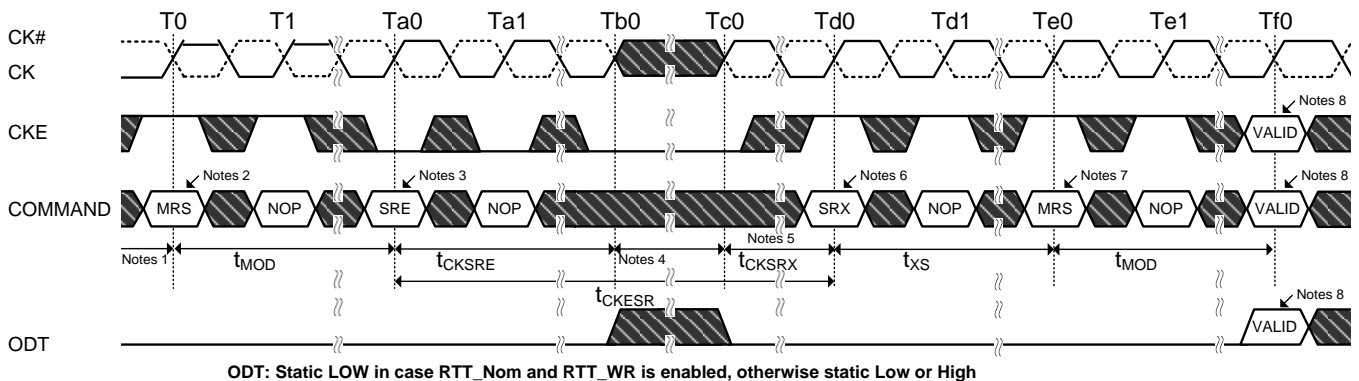 T0 T1 Ta0 Ta1 Tb0 Tc0 Td0 Td1 Te0 Te1 Tf0
CK#
CK
Notes 8
CKE VALID
Notes 2 Notes 3 Notes 6 Notes 7 Notes 8
COMMAND MRS NOP SRE NOP SRX NOP MRS NOP VALID
Notes 1 tMOD tCKSRE Notes 4 Notes 5 tCKSRX tXS tMOD
tCKESR
Notes 8
ODT VALID
ODT: Static LOW in case RTT_Nom and RTT_WR is enabled, otherwise static Low or High